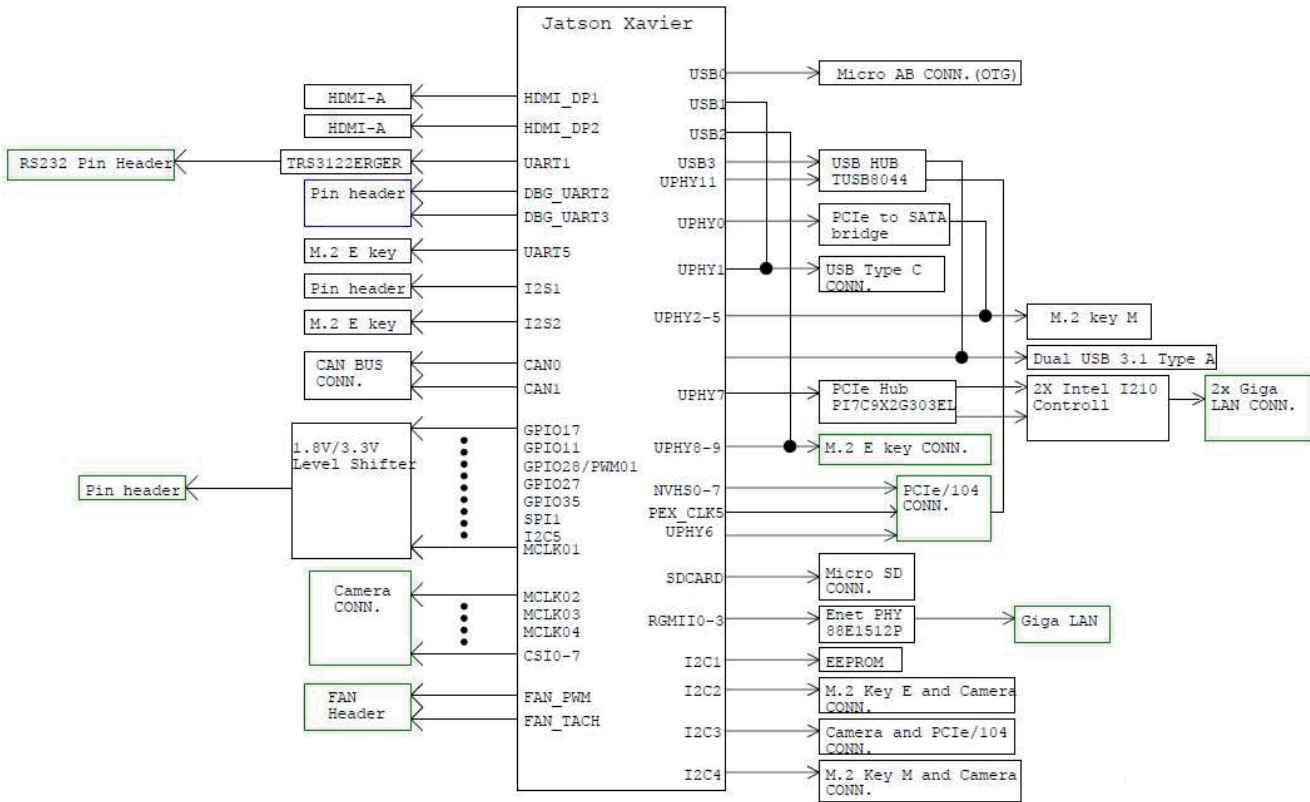 Jatson Xavier
HDMI-A
HDMI-A
RS232 Pin Header
TRS3122ERGER
Pin header
M.2 E key
Pin header
M.2 E key
CAN BUS
CONN.
1.8V/3.3V
Level Shifter
Pin header
Camera
CONN.
FAN
Header
HDMI_DP1
HDMI_DP2
UART1
DBG_UART2
DBG_UART3
UART5
I2S1
I2S2
CAN0
CAN1
GPIO17
GPIO11
GPIO28/PWM01
GPIO27
GPIO35
SPI1
I2C5
MCLK01
MCLK02
MCLK03
MCLK04
CSI0-7
FAN_PWM
FAN_TACH
USB0
USB1
USB2
USB3
UPHY11
UPHY0
UPHY1
UPHY2-5
UPHY7
UPHY8-9
NVHS0-7
PEX_CLK5
UPHY6
SDCARD
RGMII0-3
I2C1
I2C2
I2C3
I2C4
Micro AB CONN.(OTG)
USB HUB
TUSB8044
PCIe to SATA
bridge
USB Type C
CONN.
M.2 key M
Dual USB 3.1 Type A
PCIe Hub
PI7C9X2G303EL
2X Intel I210
Controll
2x Giga
LAN CONN.
M.2 E key CONN.
PCIe/104
CONN.
Micro SD
CONN.
Enet PHY
88E1512P
Giga LAN
EEPROM
M.2 Key E and Camera
CONN.
Camera and PCIe/104
CONN.
M.2 Key M and Camera
CONN.